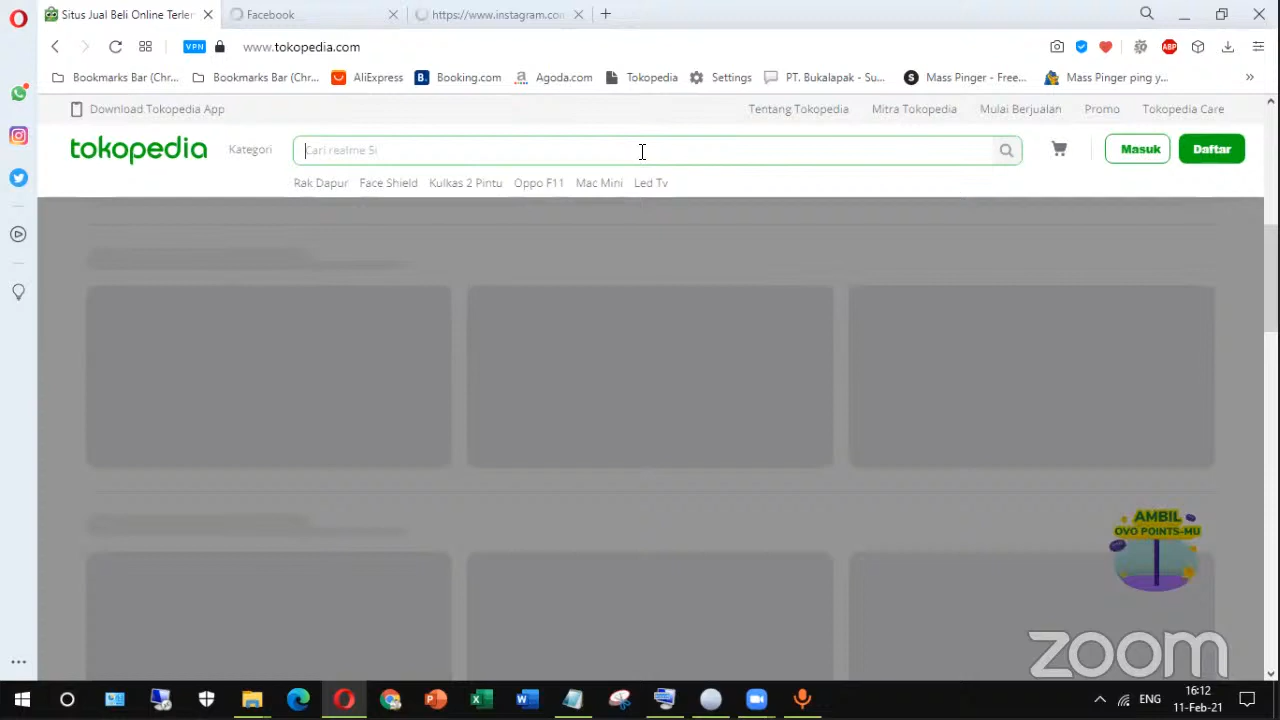 Situs Jual Beli Online Terler
Facebook
https://www.instagram.con
VPN
www.tokopedia.com
ABP
Bookmarks Bar (Chr...
Bookmarks Bar (Chr...
AliExpress
B.
Booking.com
a
Agoda.com
Tokopedia
Settings
PT. Bukalapak - Su...
S
Mass Pinger - Free...
Mass Pinger ping y...
»
Download Tokopedia App
Tentang Tokopedia
Mitra Tokopedia
Mulai Berjualan
Promo
Tokopedia Care
tokopedia
Kategori
Cari realme 5i
Masuk
Daftar
Rak Dapur
Face Shield
Kulkas 2 Pintu
Oppo F11
Mac Mini
Led Tv
AMBIL
OVO POINTS-MU
zoom
ENG
16:12
11-Feb-21